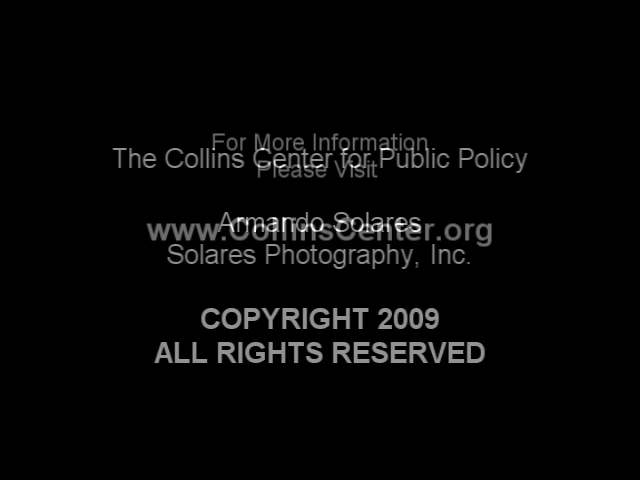 For More Information
The Collins Center for Public Policy
Please Visit
Armando Solares
www.CollinsCenter.org
Solares Photography, Inc.
COPYRIGHT 2009
ALL RIGHTS RESERVED